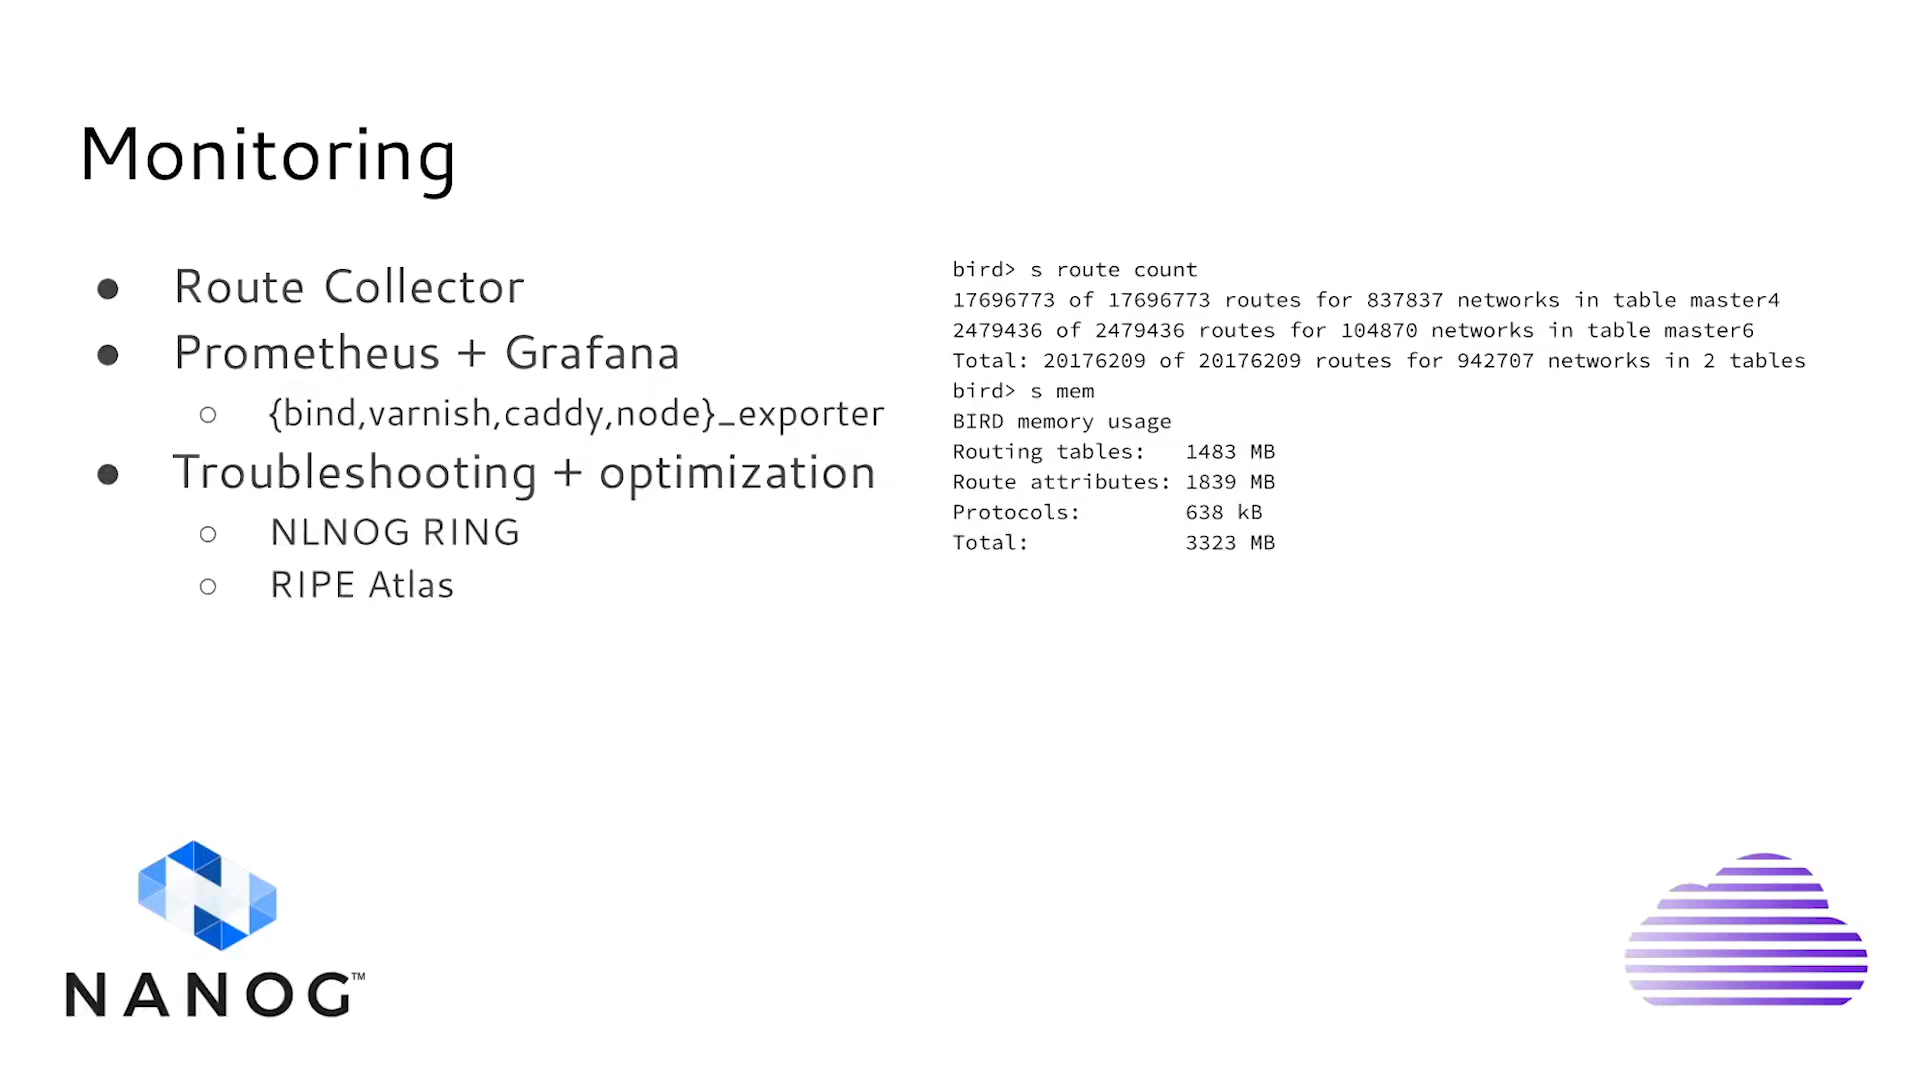 Monitoring
● Route Collector
● Prometheus + Grafana
○ {bind,varnish,caddy,node}_exporter
● Troubleshooting + optimization
○ NLNOG RING
○ RIPE Atlas
bird> s route count
17696773 of 17696773 routes for 837837 networks in table master4
2479436 of 2479436 routes for 104870 networks in table master6
Total: 20176209 of 20176209 routes for 942707 networks in 2 tables
bird> s mem
BIRD memory usage
Routing tables:   1483 MB
Route attributes: 1839 MB
Protocols:        638 kB
Total:            3323 MB
NANOG™